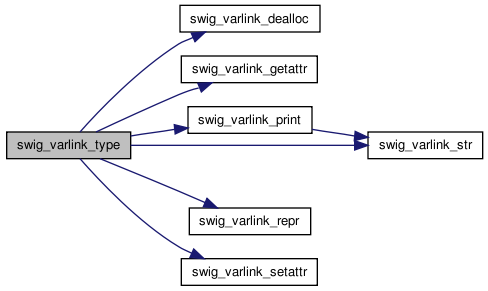 swig_varlink_dealloc
swig_varlink_getattr
swig_varlink_print
swig_varlink_type
swig_varlink_str
swig_varlink_repr
swig_varlink_setattr